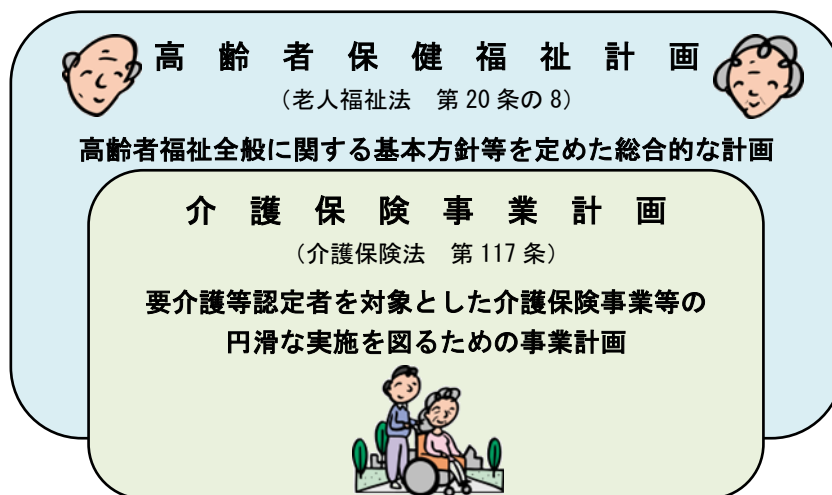 高齢者保健福祉計画
（老人福祉法　第 20 条の 8）
高齢者福祉全般に関する基本方針等を定めた総合的な計画
介護保険事業計画
（介護保険法　第 117 条）
要介護等認定者を対象とした介護保険事業等の
円滑な実施を図るための事業計画